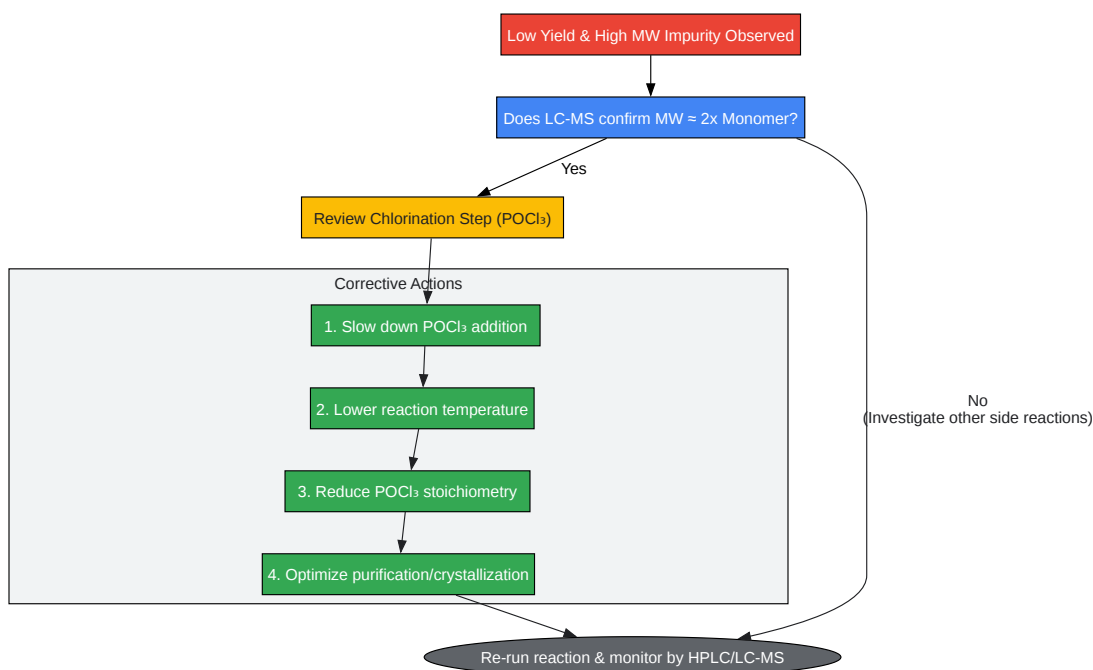 Low Yield & High MW Impurity Observed
Does LC-MS confirm MW ≈ 2x Monomer?
Yes
Review Chlorination Step (POCl₃)
Corrective Actions
1. Slow down POCl₃ addition
2. Lower reaction temperature
No
(Investigate other side reactions)
3. Reduce POCl₃ stoichiometry
4. Optimize purification/crystallization
Re-run reaction & monitor by HPLC/LC-MS